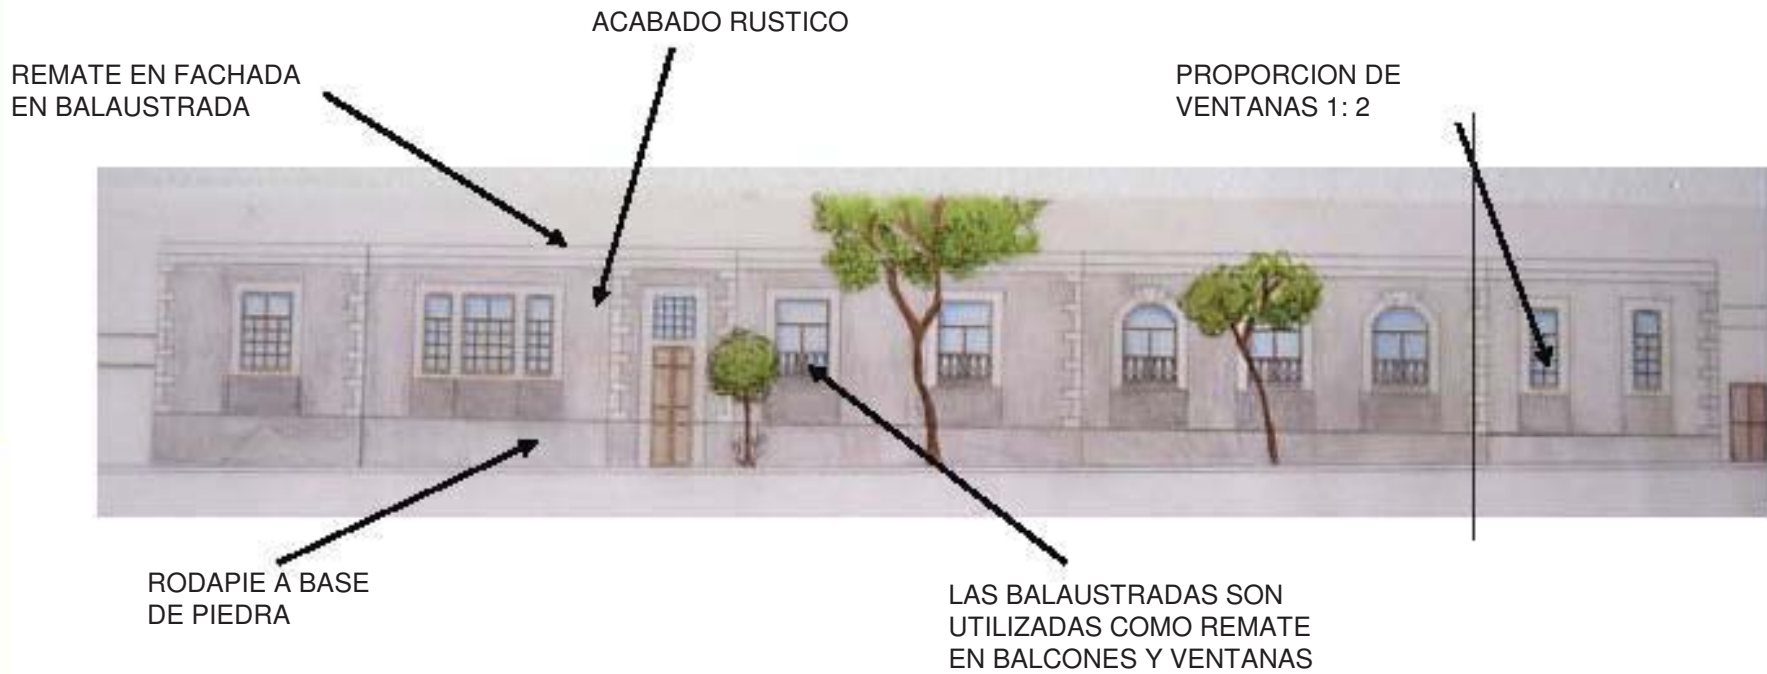 ACABADO RUSTICO
REMATE EN FACHADA
EN BALAUSTRADA
PROPORCION DE
VENTANAS 1: 2
RODAPIE A BASE
DE PIEDRA
LAS BALAUSTRADAS SON
UTILIZADAS COMO REMATE
EN BALCONES Y VENTANAS